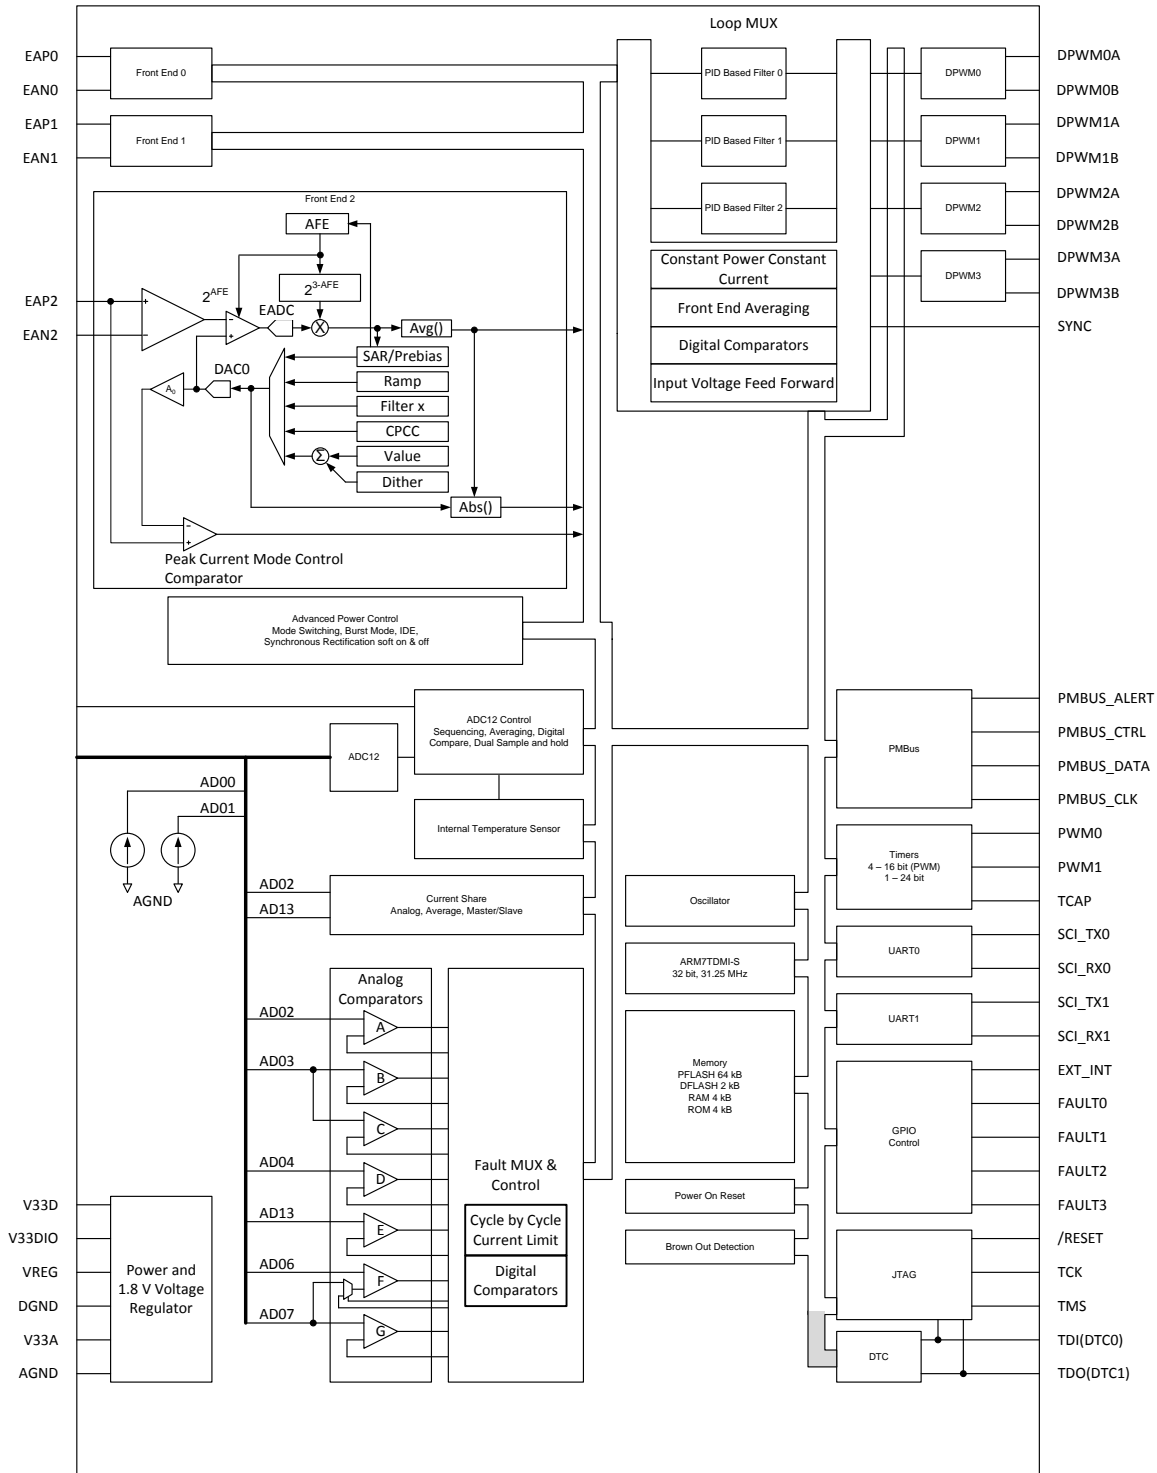 Loop MUX
EAP0
EAN0
EAP1
EAN1
Front End 0
Front End 1
Front End 2
AFE
2^3-AFE
2^AFE
EADC
X
Avg()
EAP2
EAN2
+
−
−
+
DAC0
A0
SAR/Prebias
Ramp
Filter x
CPCC
Value
Dither
Σ
Abs()
−
+
Peak Current Mode Control
Comparator
PID Based Filter 0
PID Based Filter 1
PID Based Filter 2
Constant Power Constant
Current
Front End Averaging
Digital Comparators
Input Voltage Feed Forward
DPWM0
DPWM1
DPWM2
DPWM3
DPWM0A
DPWM0B
DPWM1A
DPWM1B
DPWM2A
DPWM2B
DPWM3A
DPWM3B
SYNC
Advanced Power Control
Mode Switching, Burst Mode, IDE,
Synchronous Rectification soft on & off
ADC12 Control
Sequencing, Averaging, Digital
Compare, Dual Sample and hold
ADC12
Internal Temperature Sensor
Current Share
Analog, Average, Master/Slave
AD00
AD01
AGND
AD02
AD13
Analog
Comparators
AD02
A
AD03
B
C
AD04
D
AD13
E
AD06
F
AD07
G
Fault MUX &
Control
Cycle by Cycle
Current Limit
Digital
Comparators
V33D
V33DIO
VREG
DGND
V33A
AGND
Power and
1.8 V Voltage
Regulator
Oscillator
ARM7TDMI-S
32 bit, 31.25 MHz
Memory
PFLASH 64 kB
DFLASH 2 kB
RAM 4 kB
ROM 4 kB
Power On Reset
Brown Out Detection
PMBus
Timers
4 – 16 bit (PWM)
1 – 24 bit
UART0
UART1
GPIO
Control
JTAG
DTC
PMBUS_ALERT
PMBUS_CTRL
PMBUS_DATA
PMBUS_CLK
PWM0
PWM1
TCAP
SCI_TX0
SCI_RX0
SCI_TX1
SCI_RX1
EXT_INT
FAULT0
FAULT1
FAULT2
FAULT3
/RESET
TCK
TMS
TDI(DTC0)
TDO(DTC1)